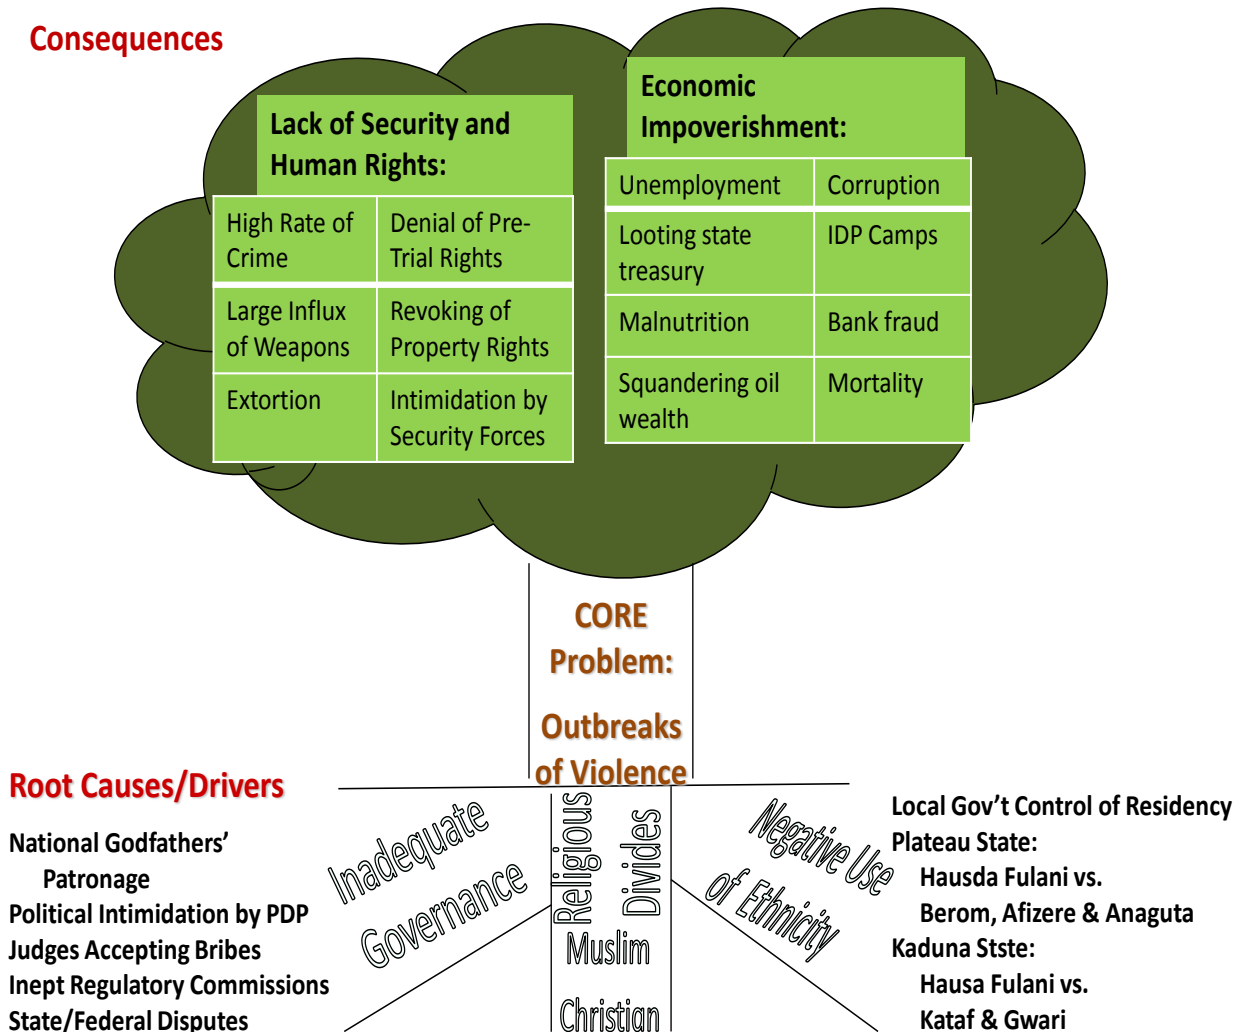 Consequences
Lack of Security and
Human Rights:
High Rate of
Crime
Denial of Pre-
Trial Rights
Large Influx
of Weapons
Revoking of
Property Rights
Extortion
Intimidation by
Security Forces
Economic
Impoverishment:
Unemployment
Corruption
Looting state
treasury
IDP Camps
Malnutrition
Bank fraud
Squandering oil
wealth
Mortality
CORE
Problem:
Outbreaks
of Violence
Root Causes/Drivers
National Godfathers’
Patronage
Political Intimidation by PDP
Judges Accepting Bribes
Inept Regulatory Commissions
State/Federal Disputes
Inadequate
Governance
Religious
Divides
Muslim
Christian
Negative Use
of Ethnicity
Local Gov’t Control of Residency
Plateau State:
Hausda Fulani vs.
Berom, Afizere & Anaguta
Kaduna Stste:
Hausa Fulani vs.
Kataf & Gwari